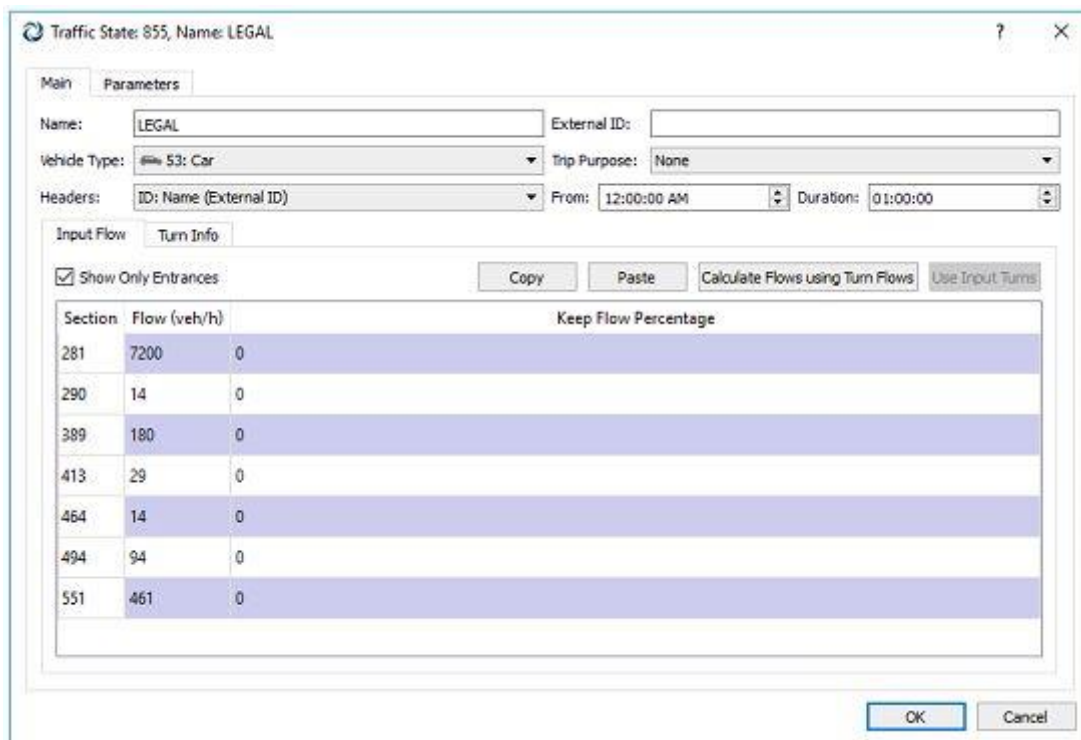 Traffic State: 855, Name: LEGAL ?
Main Parameters
Name: LEGAL External ID:
Vehicle Type: 53: Car Trip Purpose: None
Headers: ID: Name (External ID) From: 12:00:00 AM Duration: 01:00:00
Input Flow Turn Info
Show Only Entrances Copy Paste Calculate Flows using Turn Flows Use Input Turns
Section Flow (veh/h) Keep Flow Percentage
281 7200 0
290 14 0
389 180 0
413 29 0
464 14 0
494 94 0
551 461 0
OK Cancel